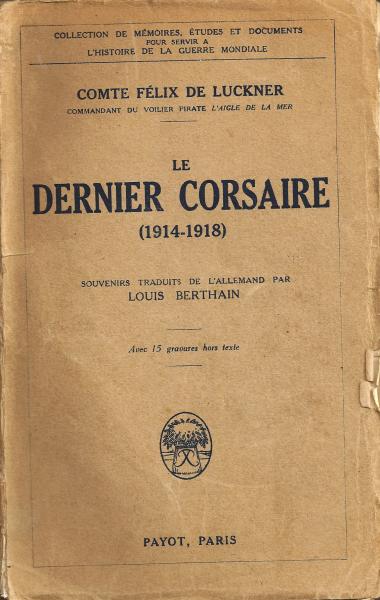 COLLECTION DE MÉMOIRES, ÉTUDES ET DOCUMENTS
POUR SERVIR A
L'HISTOIRE DE LA GUERRE MONDIALE
COMTE FÉLIX DE LUCKNER
COMMANDANT DU VOILIER PIRATE L'AIGLE DE LA MER
LE
DERNIER CORSAIRE
(1914-1918)
SOUVENIRS TRADUITS DE L'ALLEMAND PAR
LOUIS BERTHAIN
Avec 15 gravures hors texte
PAYOT, PARIS